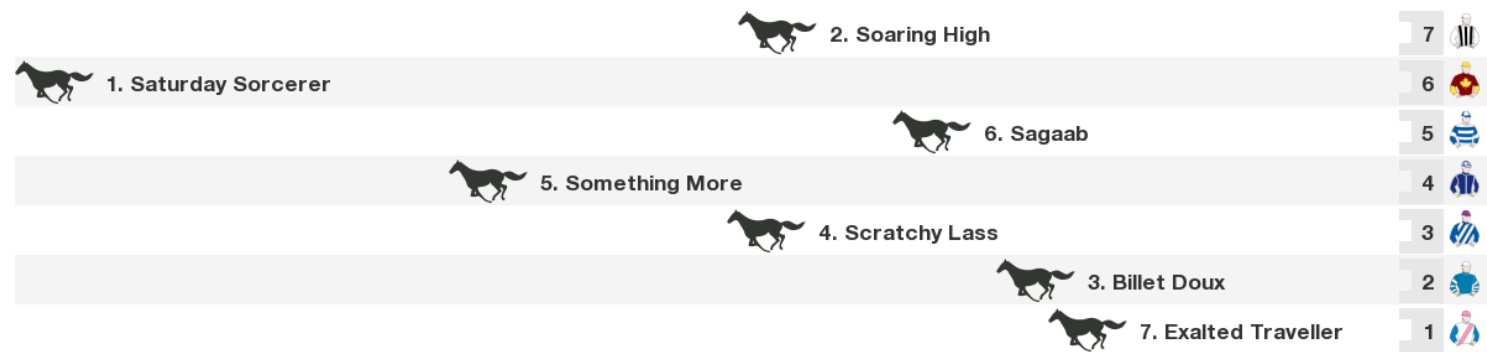 2. Soaring High 7
1. Saturday Sorcerer 6
6. Sagaab 5
5. Something More 4
4. Scratchy Lass 3
3. Billet Doux 2
7. Exalted Traveller 1